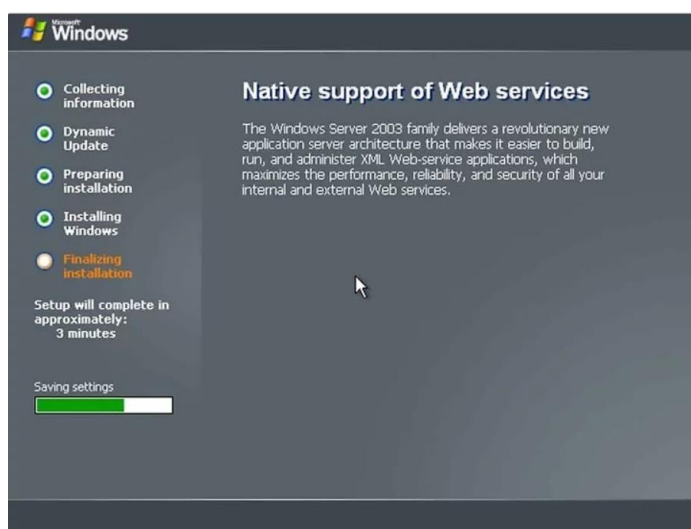 Microsoft
Windows
Collecting
information
Dynamic
Update
Preparing
installation
Installing
Windows
Finalizing
installation
Setup will complete in
approximately:
3 minutes
Saving settings
Native support of Web services
The Windows Server 2003 family delivers a revolutionary new
application server architecture that makes it easier to build,
run, and administer XML Web-service applications, which
maximizes the performance, reliability, and security of all your
internal and external Web services.